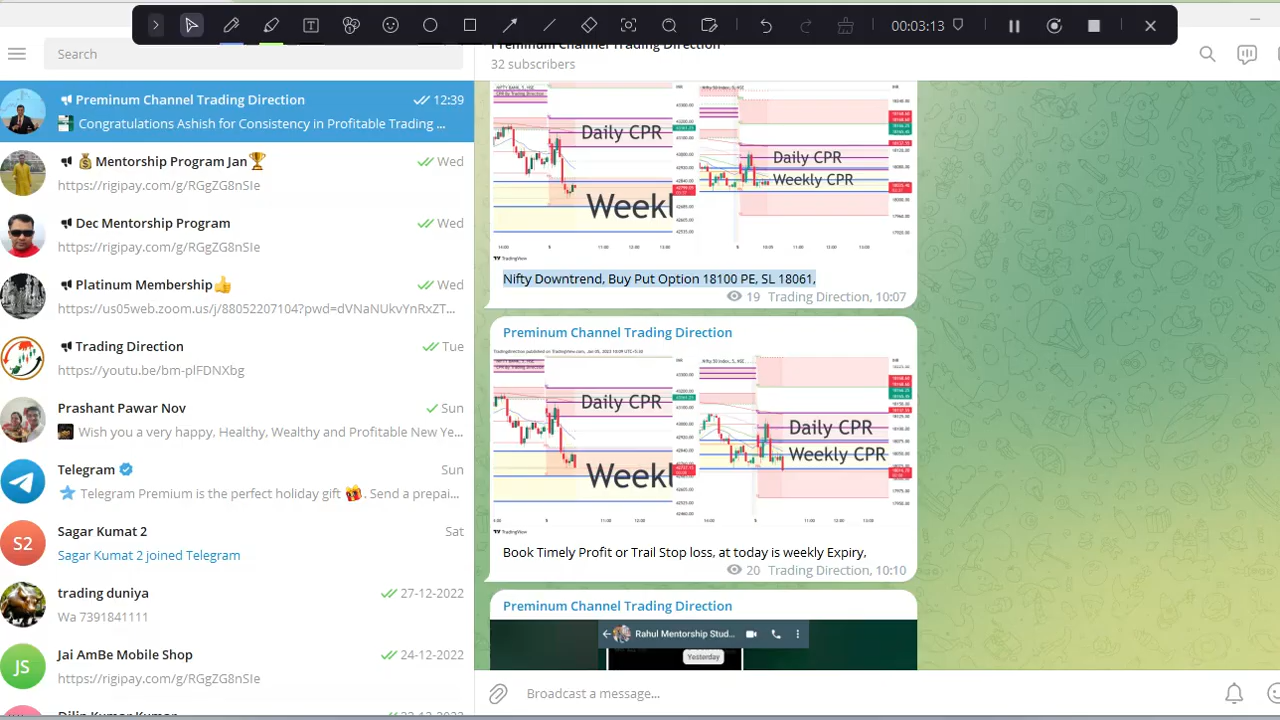 00:03:13
Search
Preminum Channel Trading Direction
32 subscribers
Preminum Channel Trading Direction
12:39
Congratulations Anish for Consistency in Profitable Trading ...
Mentorship Program Jan
Wed
https://rigipay.com/g/RGgZG8nSIe
Dec Mentorship Program
Wed
https://rigipay.com/g/RGgZG8nSIe
Platinum Membership
Wed
https://us05web.zoom.us/j/88052207104?pwd=dVNaNUkvYnRxZT...
Trading Direction
Tue
Prashant Pawar Nov
Sun
Wish you a very happy, Healthy, Wealthy and Profitable New Ye...
Telegram
Sun
Telegram Premium is the perfect holiday gift
. Send a prepai...
S2
Sagar Kumat 2
Sat
Sagar Kumat 2 joined Telegram
trading duniya
27-12-2022
Wa 7391841111
JS
Jai Shree Mobile Shop
24-12-2022
https://rigipay.com/g/RGgZG8nSIe
Daily CPR
Weekl
Daily CPR
Weekly CPR
TradingView
Nifty Downtrend, Buy Put Option 18100 PE, SL 18061,
19 Trading Direction, 10:07
Preminum Channel Trading Direction
Daily CPR
Weekl
Daily CPR
Weekly CPR
TradingView
Book Timely Profit or Trail Stop loss, at today is weekly Expiry,
20 Trading Direction, 10:10
Preminum Channel Trading Direction
Rahul Mentorship Stud...
Yesterday
Broadcast a message...